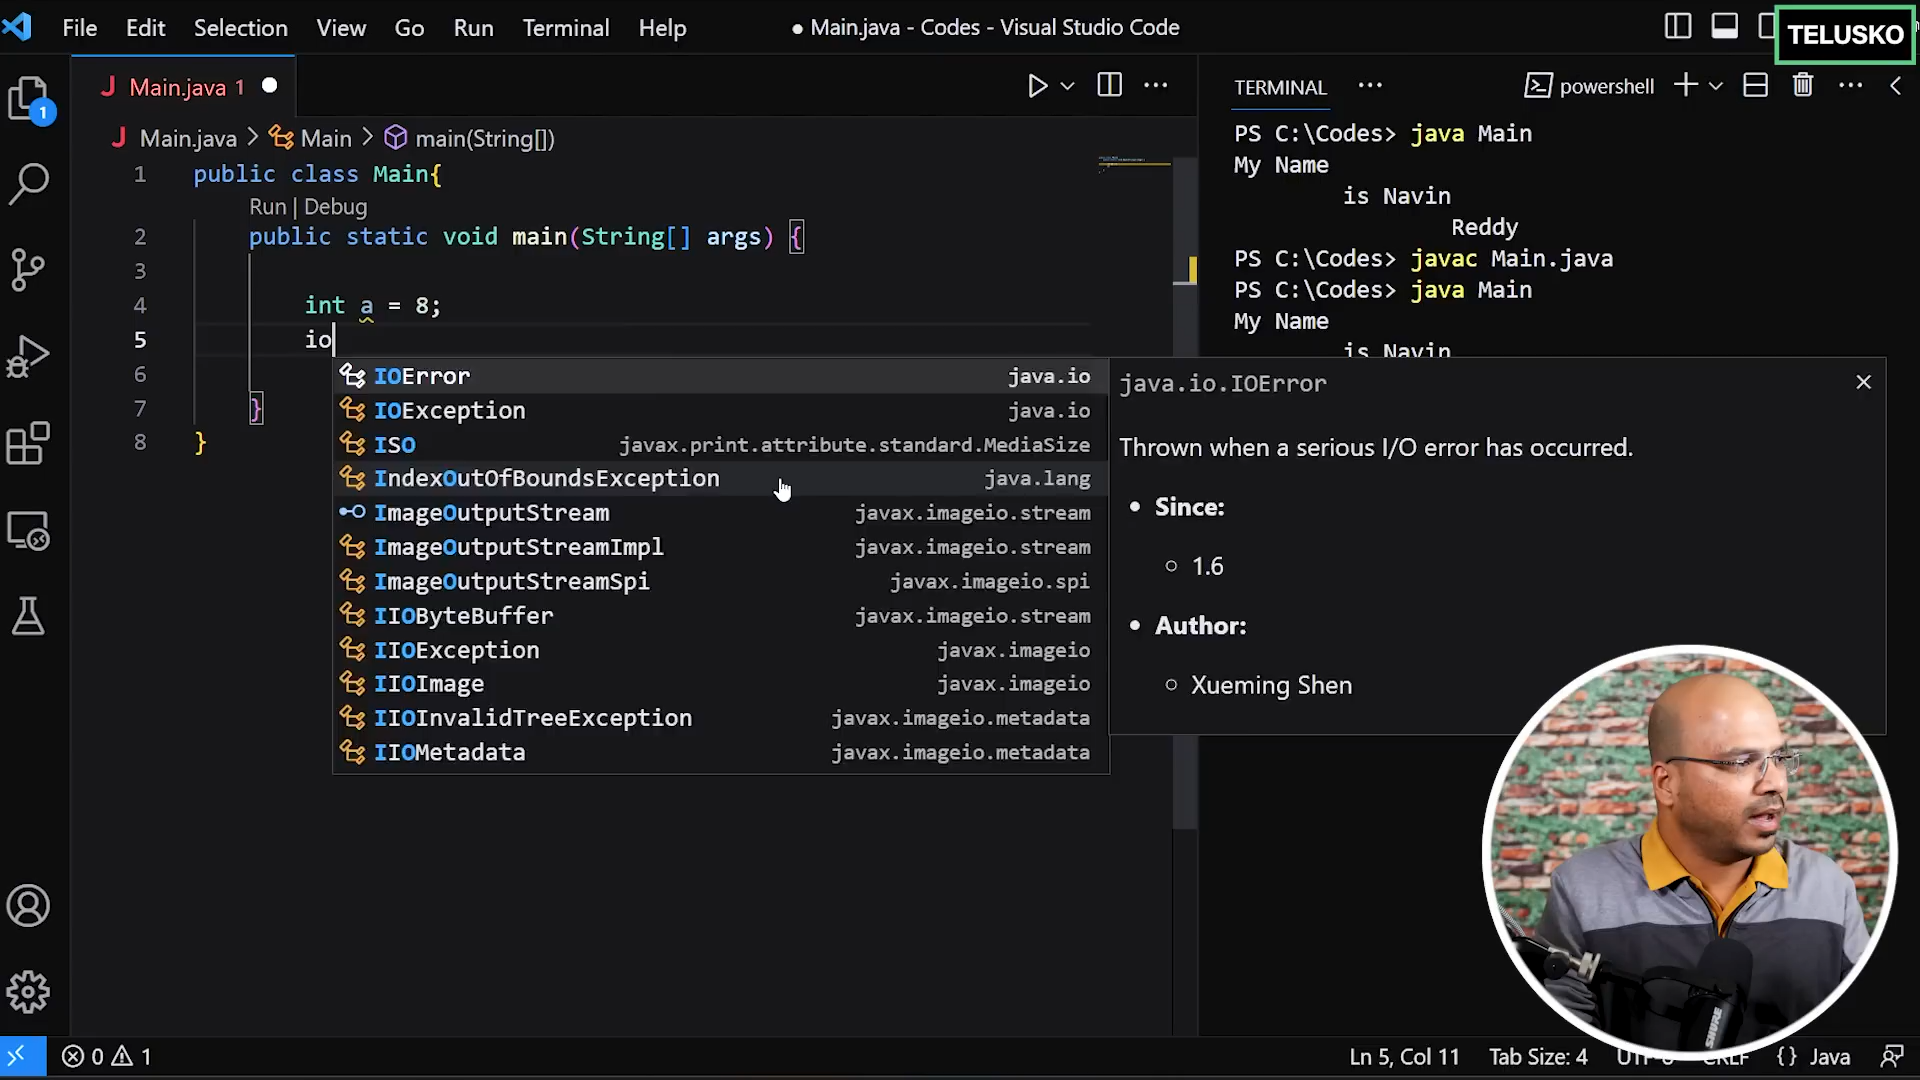 File Edit Selection View Go Run Terminal Help
● Main.java - Codes - Visual Studio Code
TELUSKO
1
J Main.java 1 ●
J Main.java > Main > main(String[])
1 public class Main{
Run | Debug
2 public static void main(String[] args) {
3
4 int a = 8;
5 io
6
7 }
8 }
IOError java.io
IOException java.io
ISO javax.print.attribute.standard.MediaSize
IndexOutOfBoundsException java.lang
ImageOutputStream javax.imageio.stream
ImageOutputStreamImpl javax.imageio.stream
ImageOutputStreamSpi javax.imageio.spi
IIOByteBuffer javax.imageio.stream
IIOException javax.imageio
IIOImage javax.imageio
IIOInvalidTreeException javax.imageio.metadata
IIOMetadata javax.imageio.metadata
TERMINAL
powershell
PS C:\Codes> java Main
My Name
is Navin
Reddy
PS C:\Codes> javac Main.java
PS C:\Codes> java Main
My Name
is Navin
java.io.IOError
Thrown when a serious I/O error has occurred.
• Since:
○ 1.6
• Author:
○ Xueming Shen
SHURE
0 1
Ln 5, Col 11 Tab Size: 4 CRLF {} Java